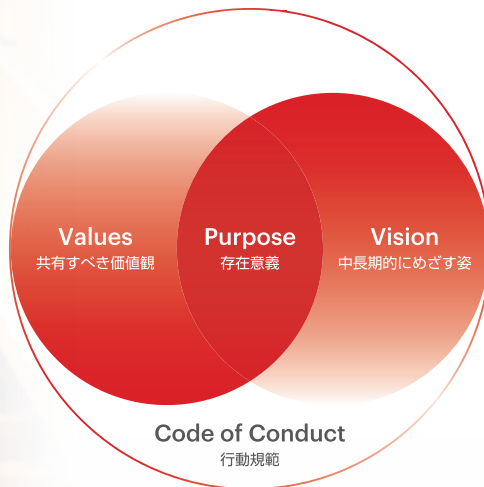 Values
共有すべき価値観
Purpose
存在意義
Vision
中長期的にめざす姿
Code of Conduct
行動規範